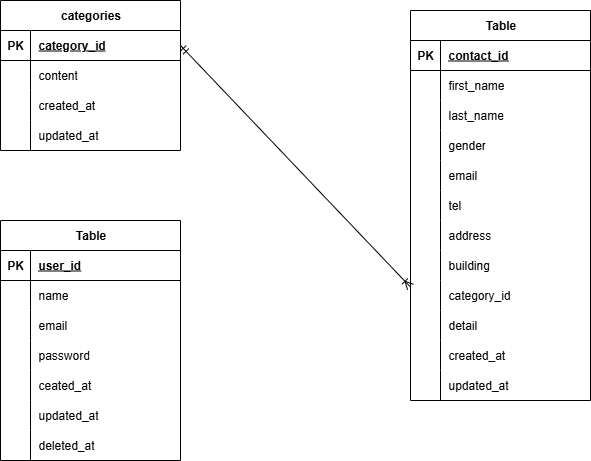 categories
PK category_id
content
created_at
updated_at
Table
PK user_id
name
email
password
ceated_at
updated_at
deleted_at
Table
PK contact_id
first_name
last_name
gender
email
tel
address
building
category_id
detail
created_at
updated_at